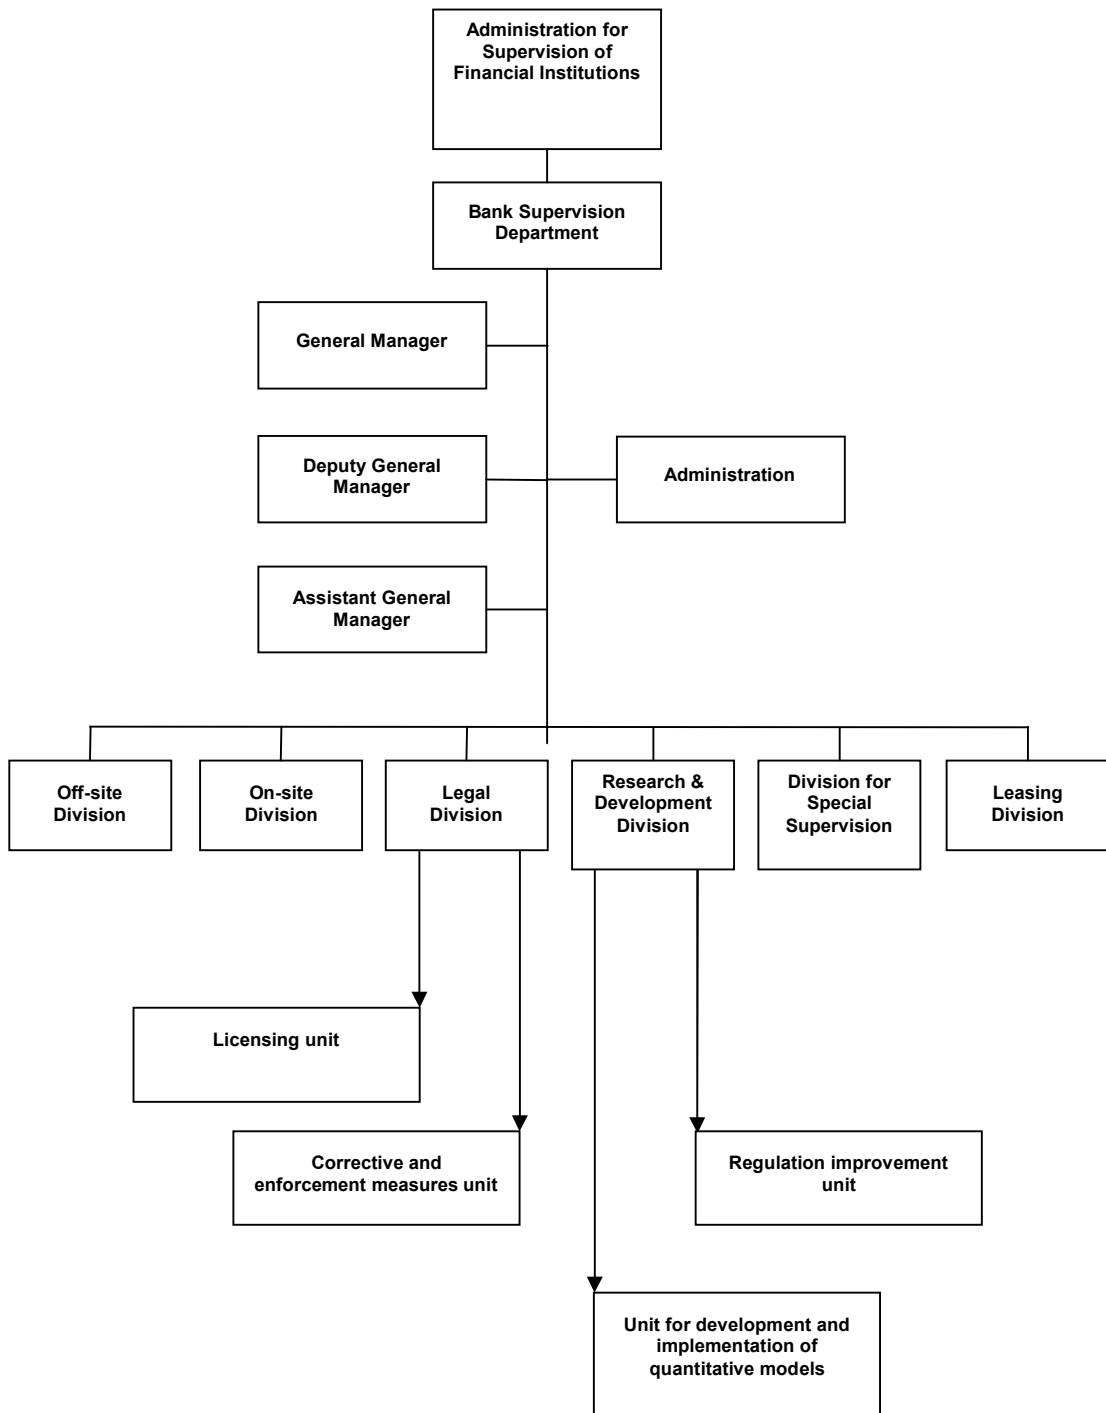 Administration for
Supervision of
Financial Institutions
Bank Supervision
Department
General Manager
Deputy General
Manager
Administration
Assistant General
Manager
Off-site
Division
On-site
Division
Legal
Division
Research &
Development
Division
Division for
Special
Supervision
Leasing
Division
Licensing unit
Corrective and
enforcement measures unit
Regulation improvement
unit
Unit for development and
implementation of
quantitative models